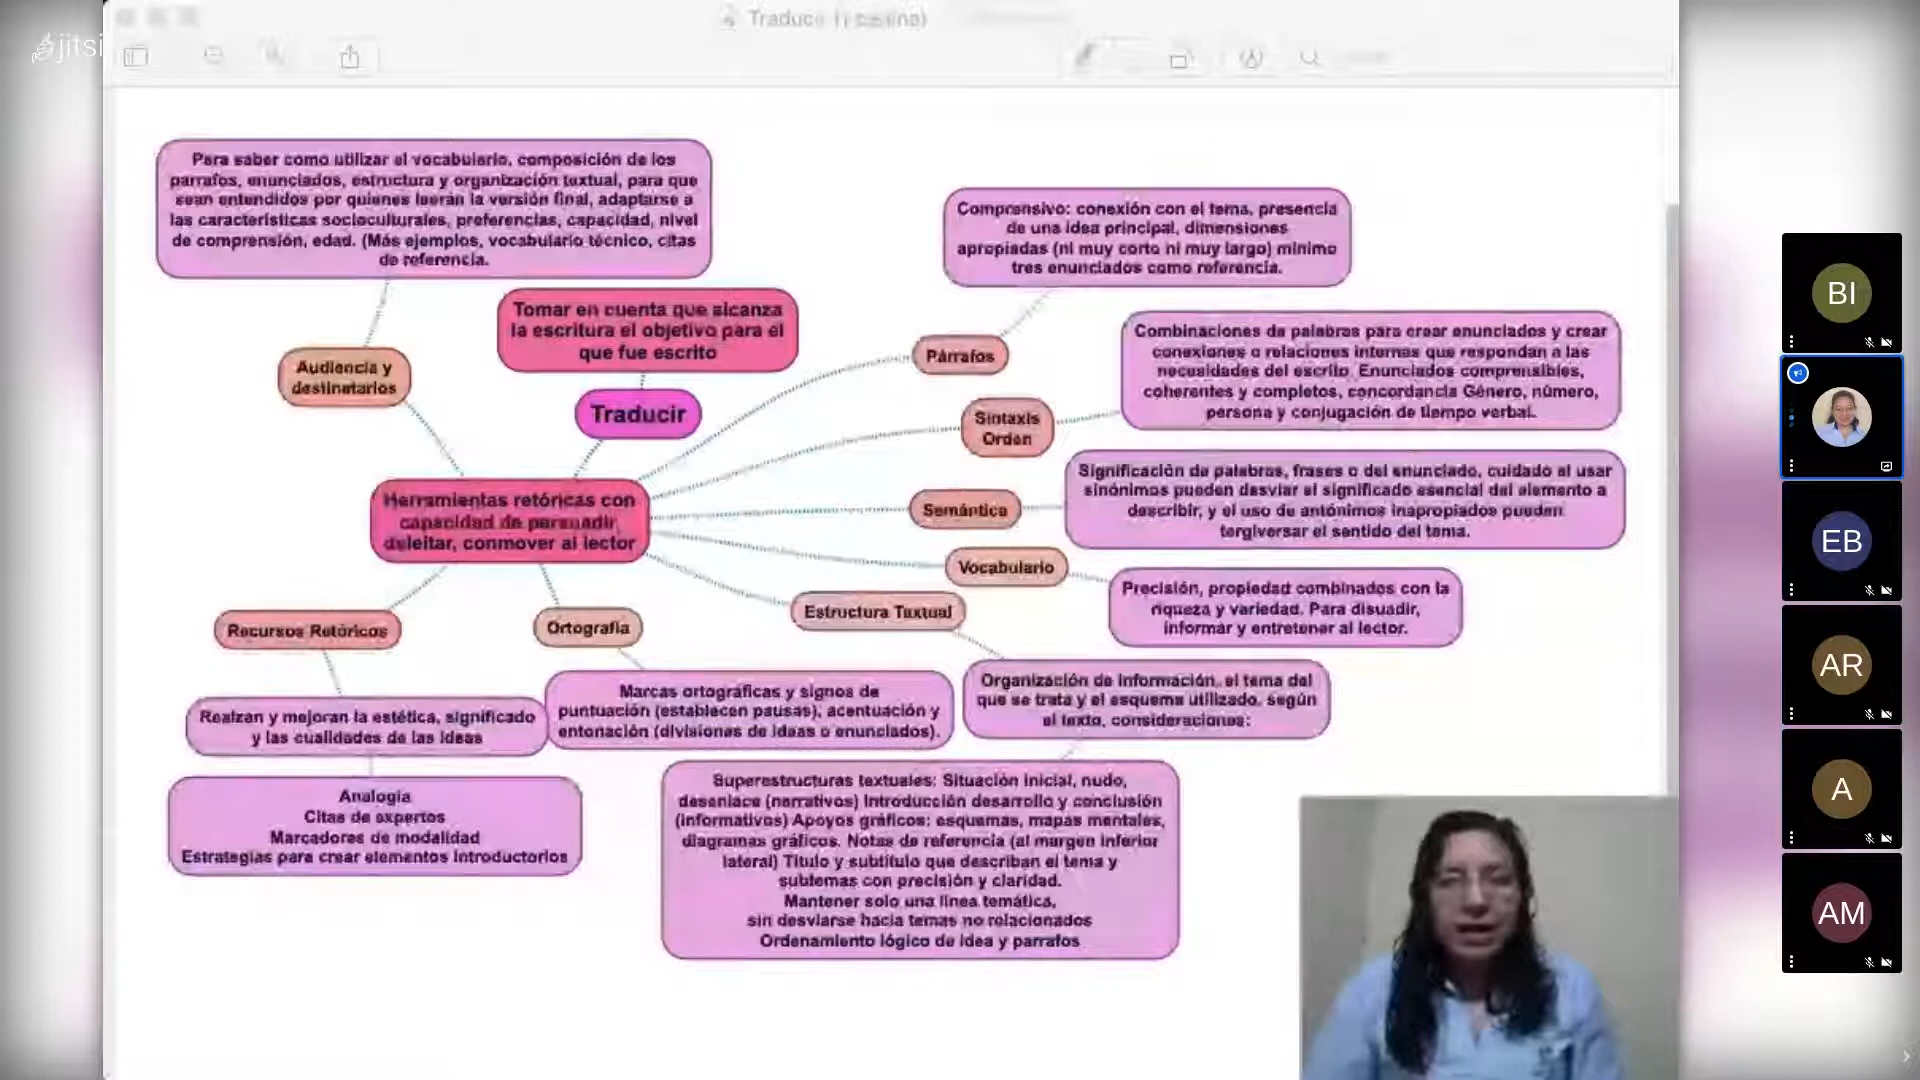 jitsi
Traducir (1 página)
Para saber como utilizar el vocabulario, composición de los
parrafos, enunciados, estructura y organización textual, para que
sean entendidos por quienes leerán la versión final, adaptarse a
las características socioculturales, preferencias, capacidad, nivel
de comprensión, edad. (Más ejemplos, vocabulario técnico, citas
de referencia.
Audiencia y
destinatarios
Tomar en cuenta que alcanza
la escritura el objetivo para el
que fue escrito
Traducir
Herramientas retóricas con
capacidad de persuadir,
deleitar, conmover al lector
Párrafos
Comprensivo: conexión con el tema, presencia
de una idea principal, dimensiones
apropiadas (ni muy corto ni muy largo) mínimo
tres enunciados como referencia.
Sintaxis
Orden
Combinaciones de palabras para crear enunciados y crear
conexiones o relaciones internas que respondan a las
necesidades del escrito. Enunciados comprensibles,
coherentes y completos, concordancia Género, número,
persona y conjugación de tiempo verbal.
Semántica
Significación de palabras, frases o del enunciado, cuidado al usar
sinónimos pueden desviar el significado esencial del elemento a
describir, y el uso de antónimos inapropiados pueden
tergiversar el sentido del tema.
Vocabulario
Precisión, propiedad combinados con la
riqueza y variedad. Para disuadir,
informar y entretener al lector.
Estructura Textual
Organización de información, el tema del
que se trata y el esquema utilizado, según
el texto, consideraciones:
Superestructuras textuales: Situación inicial, nudo,
desenlace (narrativos) Introducción desarrollo y conclusión
(informativos) Apoyos gráficos: esquemas, mapas mentales,
diagramas gráficos. Notas de referencia (al margen inferior
lateral) Título y subtítulo que describan el tema y
subtemas con precisión y claridad.
Mantener solo una línea temática,
sin desviarse hacia temas no relacionados
Ordenamiento lógico de idea y parrafos
Ortografía
Marcas ortográficas y signos de
puntuación (establecen pausas), acentuación y
entonación (divisiones de ideas o enunciados).
Recursos Retóricos
Realzan y mejoran la estética, significado
y las cualidades de las ideas
Analogía
Citas de expertos
Marcadores de modalidad
Estrategias para crear elementos introductorios
BI
EB
AR
A
AM